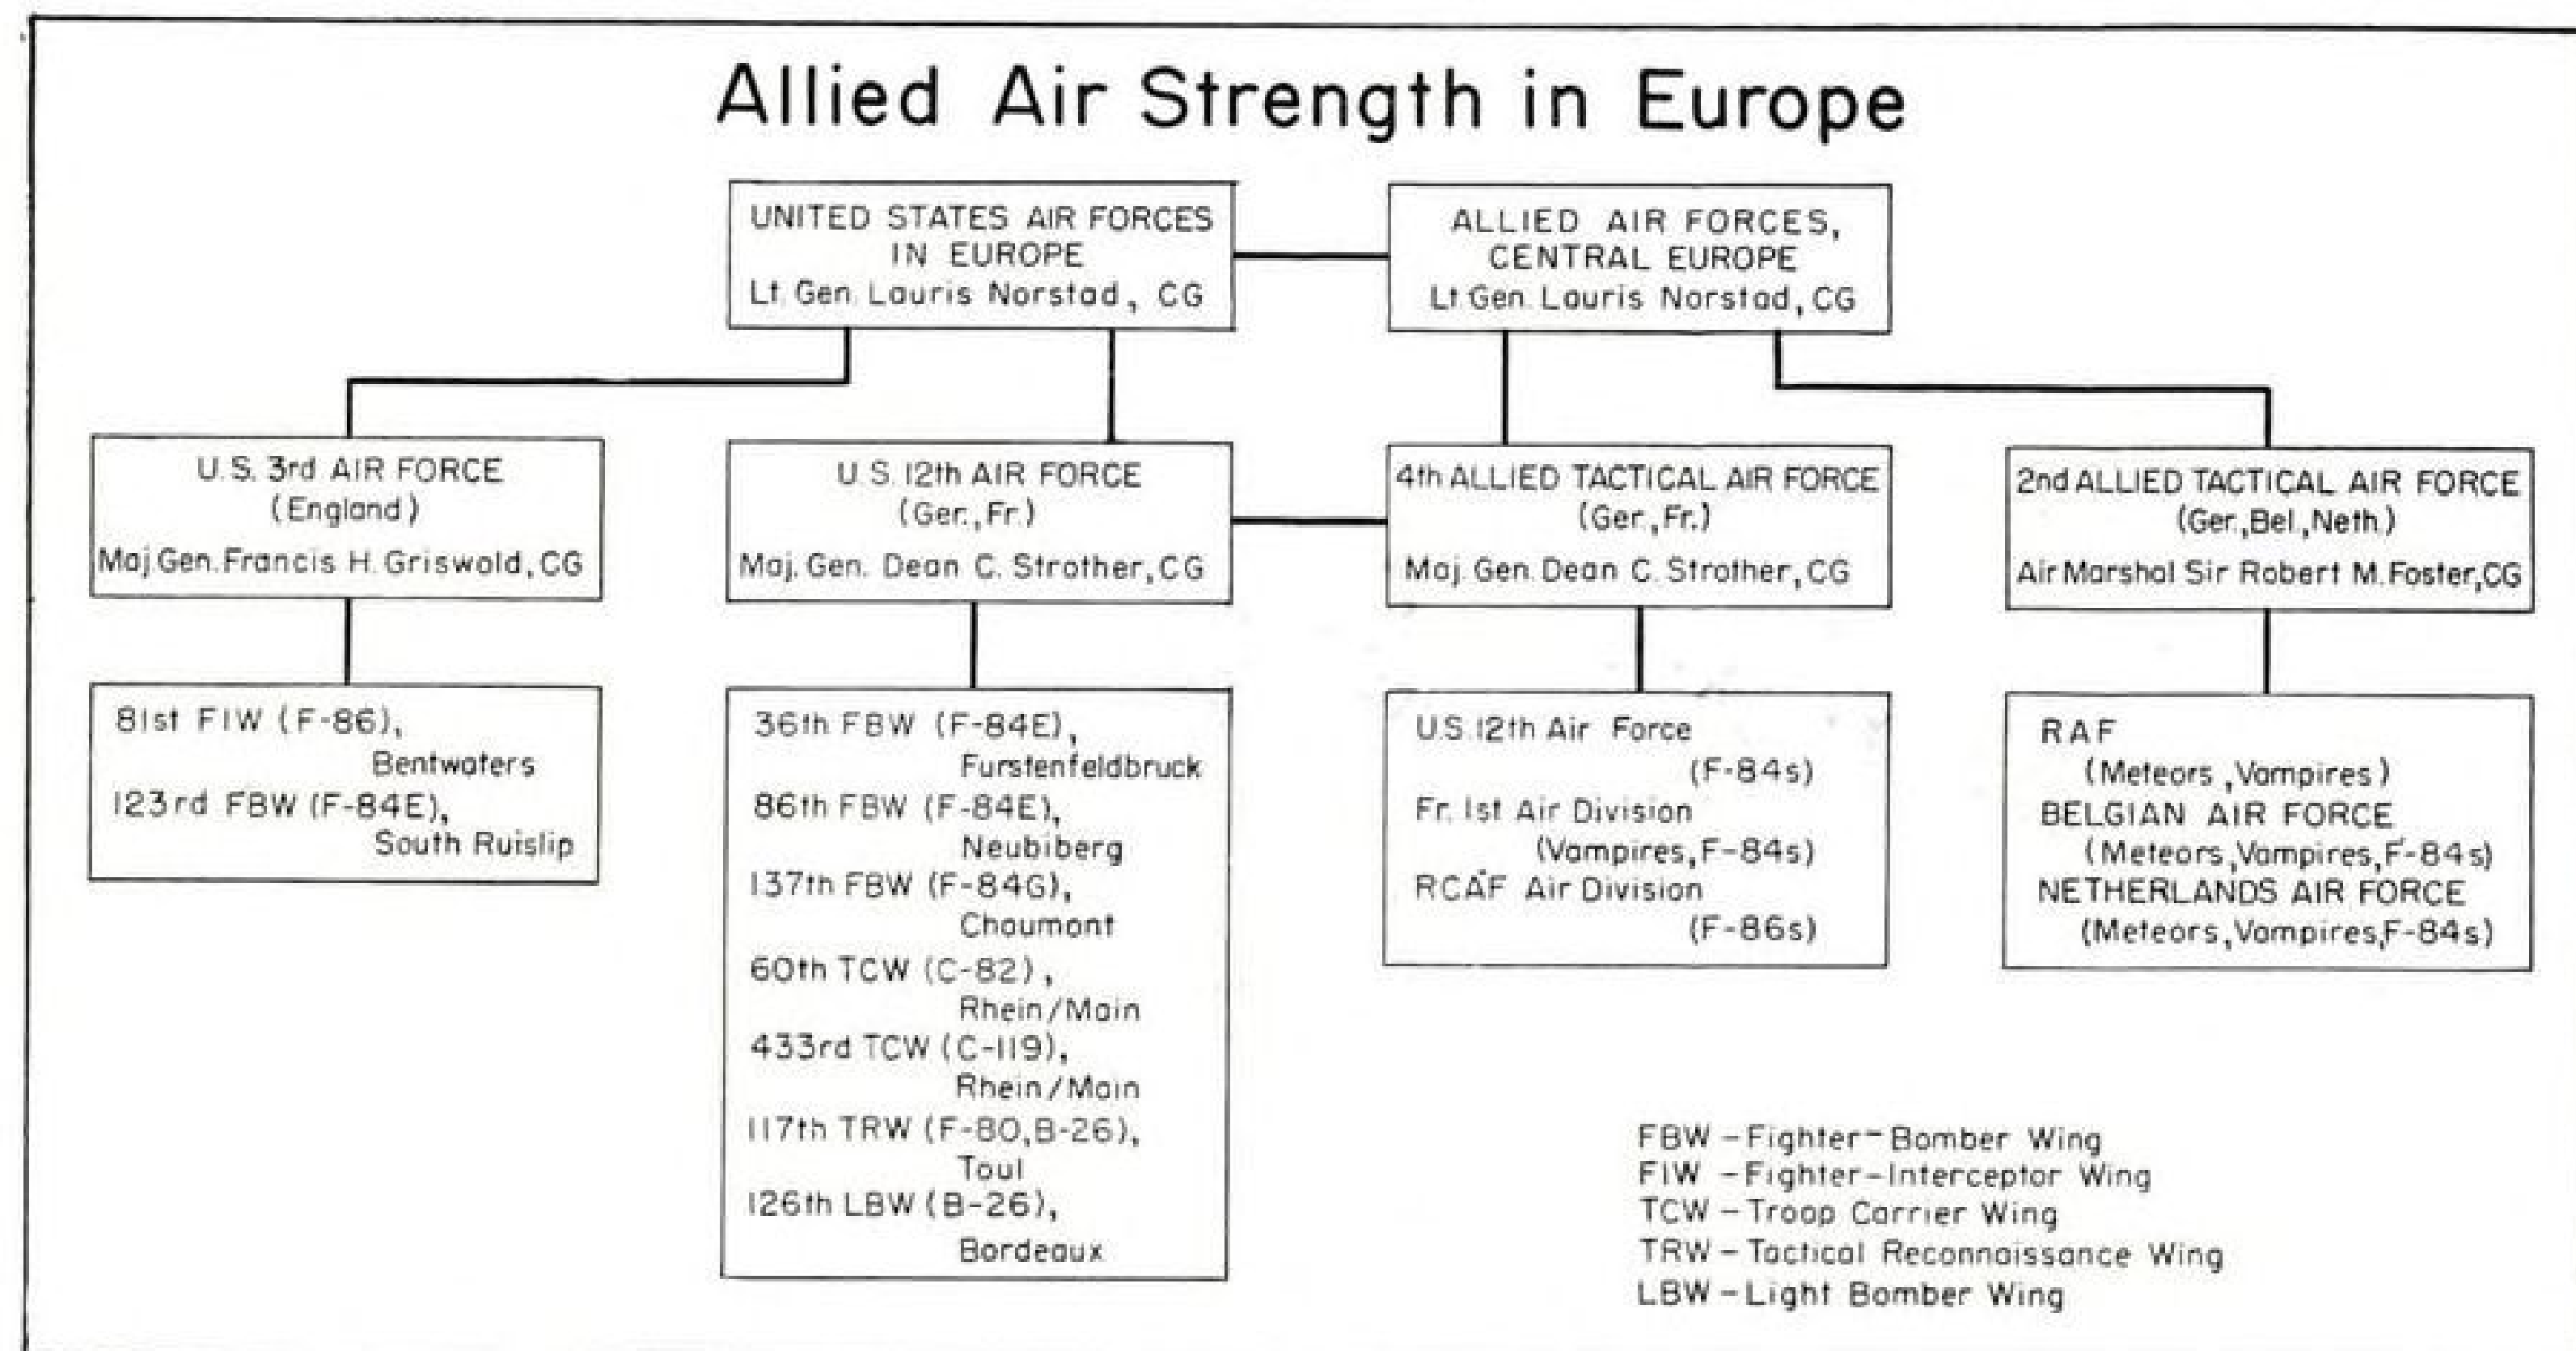 Allied Air Strength in Europe
UNITED STATES AIR FORCES
IN EUROPE
Lt. Gen. Lauris Norstad, CG
ALLIED AIR FORCES,
CENTRAL EUROPE
Lt. Gen. Lauris Norstad, CG
U.S. 3rd AIR FORCE
(England)
Maj. Gen. Francis H. Griswold, CG
U.S. 12th AIR FORCE
(Ger., Fr.)
Maj. Gen. Dean C. Strother, CG
4th ALLIED TACTICAL AIR FORCE
(Ger., Fr.)
Maj. Gen. Dean C. Strother, CG
2nd ALLIED TACTICAL AIR FORCE
(Ger., Bel., Neth.)
Air Marshal Sir Robert M. Foster, CG
81st FIW (F-86),
Bentwaters
123rd FBW (F-84E),
South Ruislip
36th FBW (F-84E),
Furstenfeldbruck
86th FBW (F-84E),
Neubiberg
137th FBW (F-84G),
Chaumont
60th TCW (C-82),
Rhein/Main
433rd TCW (C-119),
Rhein/Main
117th TRW (F-80, B-26),
Toul
126th LBW (B-26),
Bordeaux
U.S. 12th Air Force
(F-84s)
Fr. 1st Air Division
(Vampires, F-84s)
RCAF Air Division
(F-86s)
RAF
(Meteors, Vampires)
BELGIAN AIR FORCE
(Meteors, Vampires, F-84s)
NETHERLANDS AIR FORCE
(Meteors, Vampires, F-84s)
FBW - Fighter-Bomber Wing
FIW - Fighter-Interceptor Wing
TCW - Troop Carrier Wing
TRW - Tactical Reconnaissance Wing
LBW - Light Bomber Wing